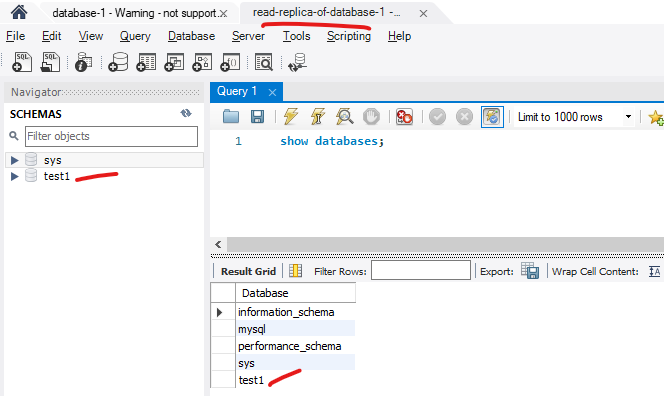 database-1 - Warning - not support... read-replica-of-database-1 -...
File Edit View Query Database Server Tools Scripting Help
Navigator
Query 1
SCHEMAS
Filter objects
Limit to 1000 rows
sys
test1
1 show databases;
Result Grid Filter Rows: Export: Wrap Cell Content:
Database
information_schema
mysql
performance_schema
sys
test1